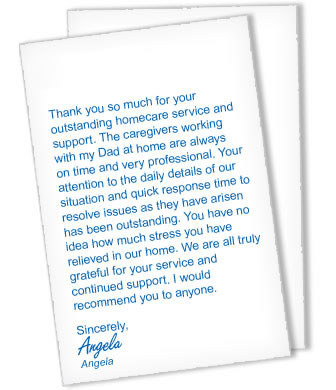 Thank you so much for your
outstanding homecare service and
support. The caregivers working
with my Dad at home are always
on time and very professional. Your
attention to the daily details of our
situation and quick response time to
resolve issues as they have arisen
has been outstanding. You have no
idea how much stress you have
relieved in our home. We are all truly
grateful for your service and
continued support. I would
recommend you to anyone.
Sincerely,
Angela
Angela